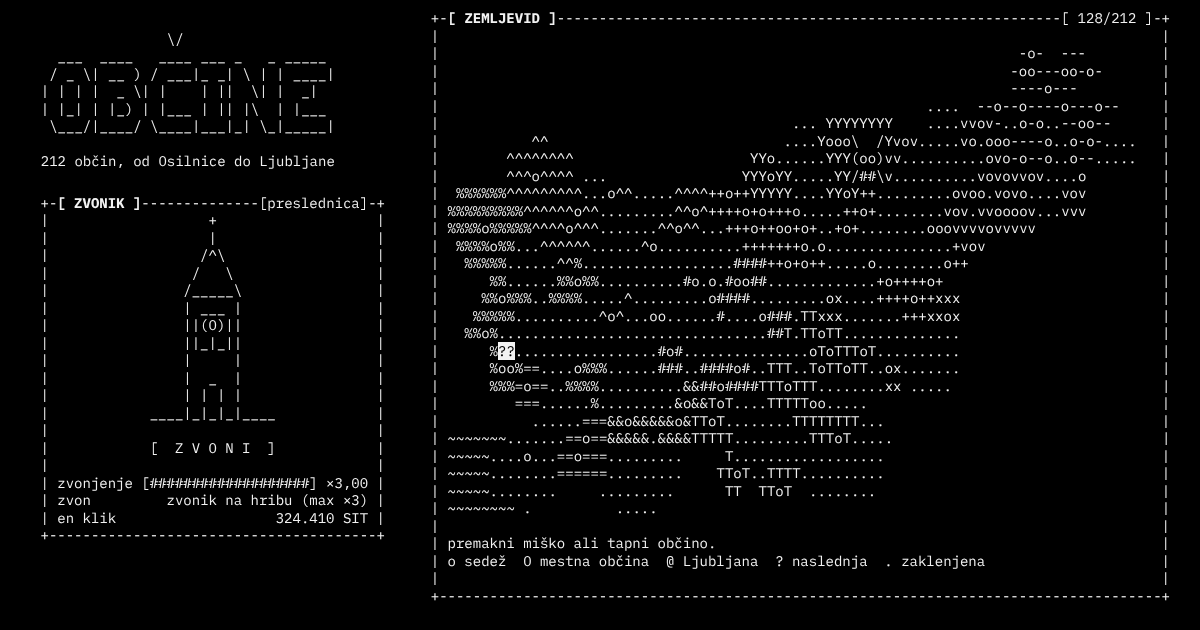 OBČINE
212 občin, od Osilnice do Ljubljane
[ ZVONIK ] [preslednica]
[ Z V O N I ]
zvonjenje [###################] ×3,00
zvon zvonik na hribu (max ×3)
en klik 324.410 SIT
[ ZEMLJEVID ] [ 128/212 ]
premakni miško ali tapni občino.
o sedež O mestna občina @ Ljubljana ? naslednja . zaklenjena